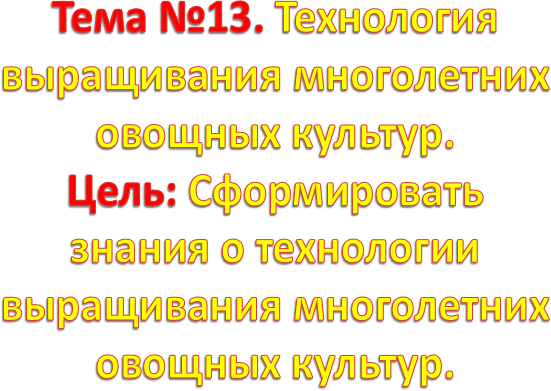 Тема №13. Технология
выращивания многолетних
овощных культур.
Цель: Сформировать
знания о технологии
выращивания многолетних
овощных культур.